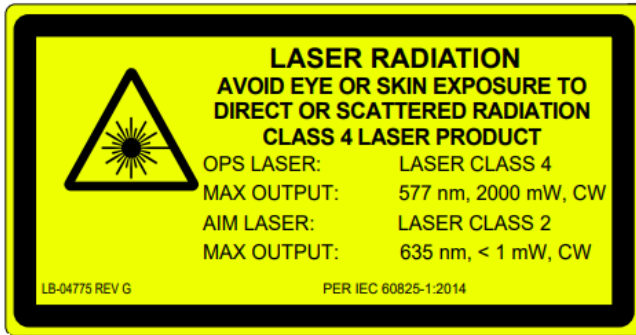 LASER RADIATION
AVOID EYE OR SKIN EXPOSURE TO
DIRECT OR SCATTERED RADIATION
CLASS 4 LASER PRODUCT
OPS LASER: LASER CLASS 4
MAX OUTPUT: 577 nm, 2000 mW, CW
AIM LASER: LASER CLASS 2
MAX OUTPUT: 635 nm, < 1 mW, CW
LB-04775 REV G PER IEC 60825-1:2014